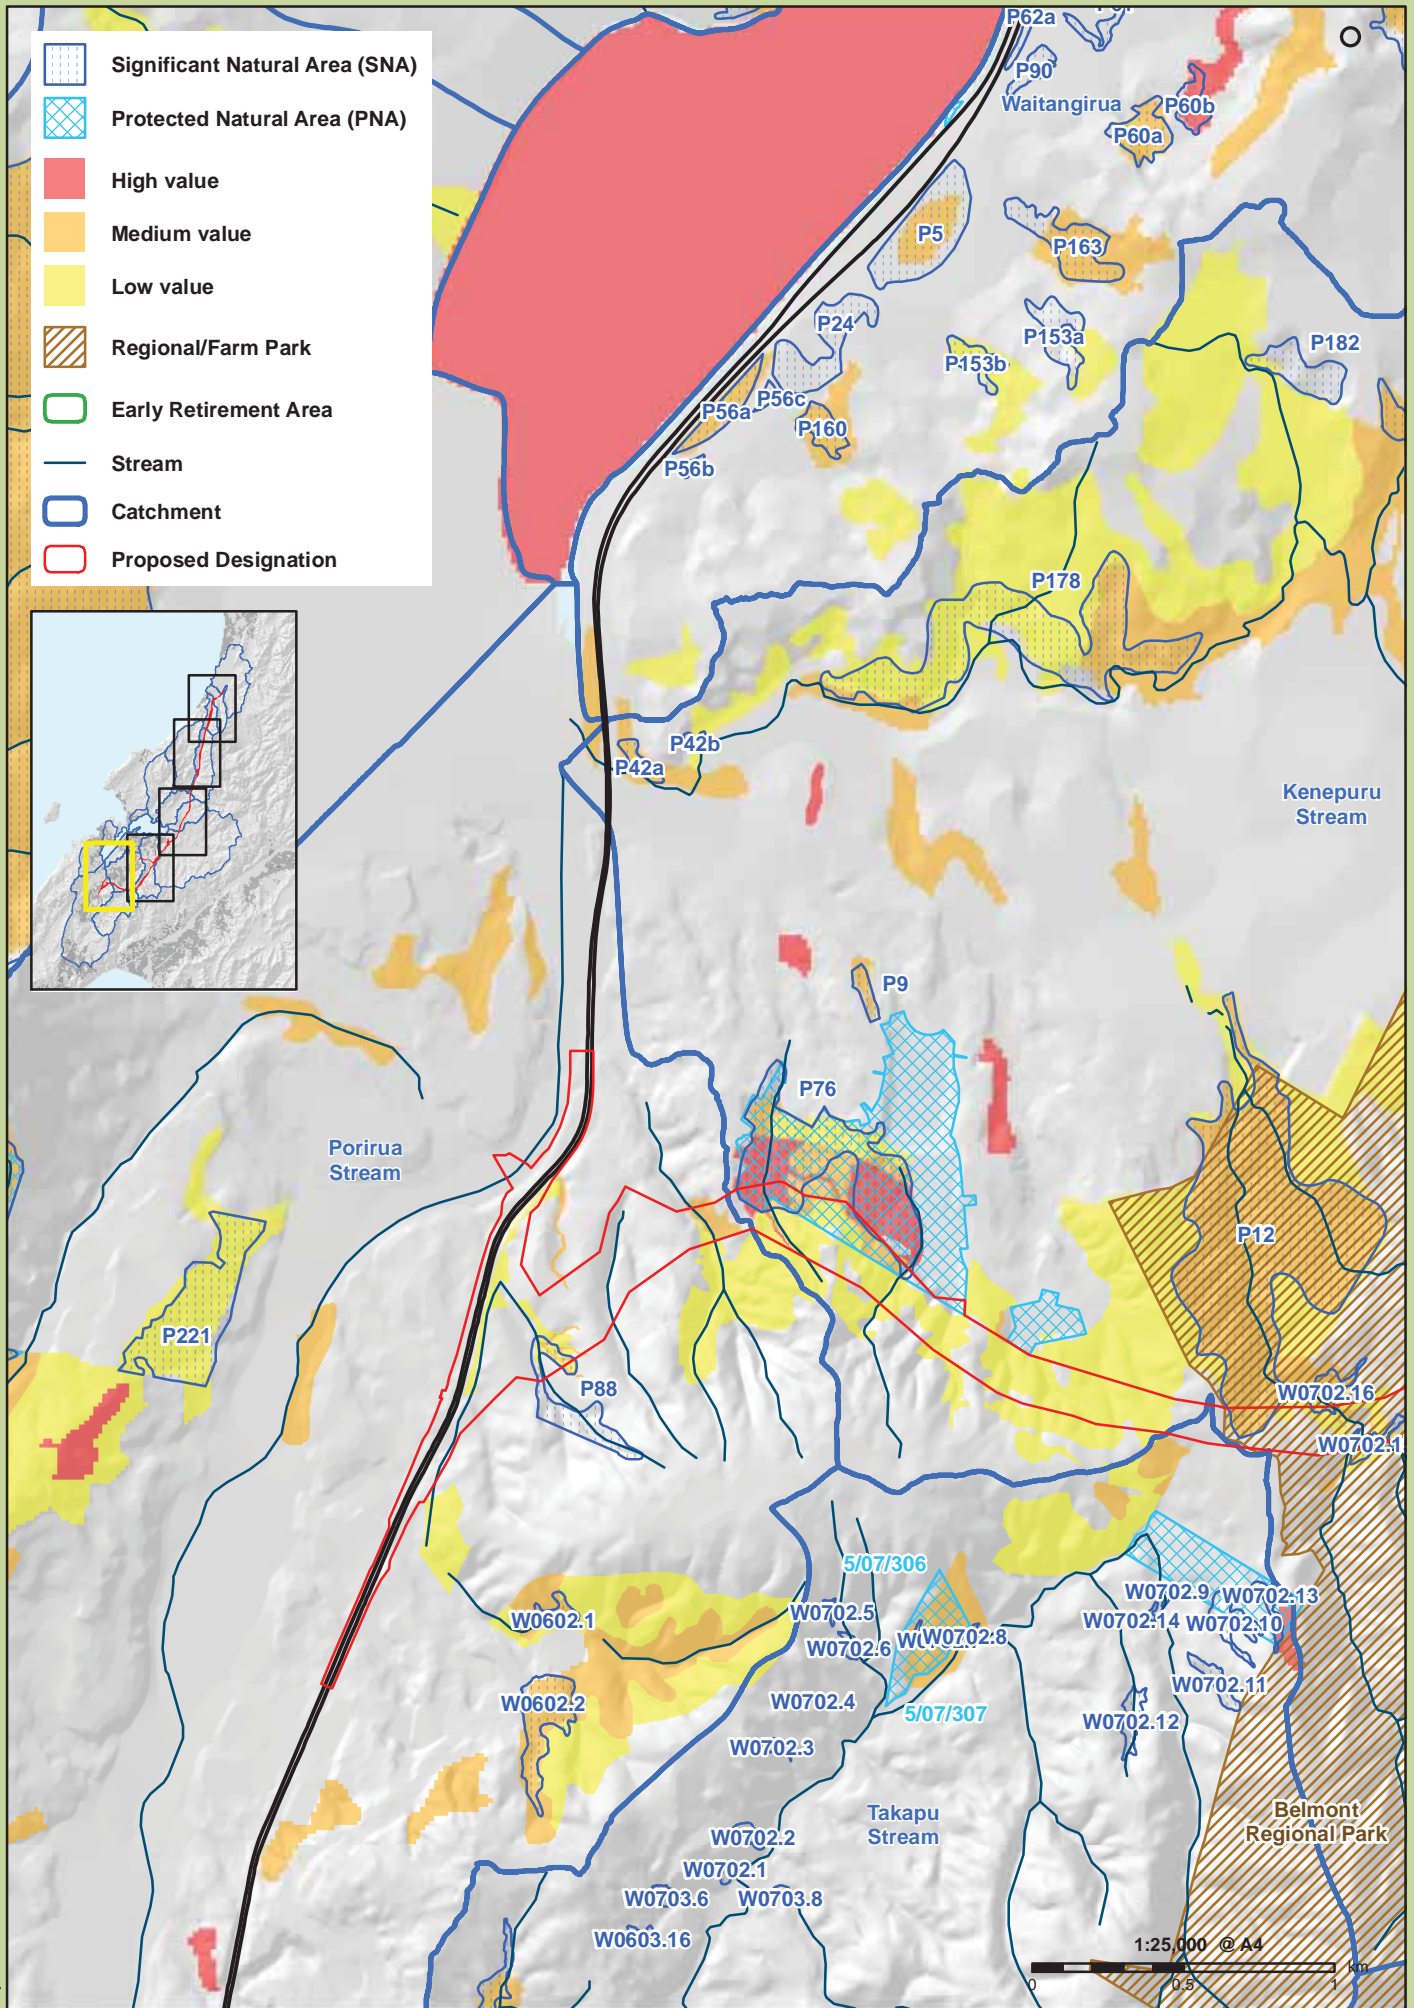 Significant Natural Area (SNA)
Protected Natural Area (PNA)
High value
Medium value
Low value
Regional/Farm Park
Early Retirement Area
Stream
Catchment
Proposed Designation
P62a
P90
Waitangirua
P60b
P60a
P5
P163
P24
P153a
P153b
P182
P56c
P56a
P160
P56b
P178
P42b
P42a
Kenepuru
Stream
P9
P76
Porirua
Stream
P12
P221
P88
W0702.16
W0702.1
5/07/306
W0702.9
W0702.13
W0702.5
W0702.14
W0702.10
W0602.1
W0702.6
W0702.8
W0702.11
W0602.2
W0702.4
5/07/307
W0702.12
W0702.3
Takapu
Stream
Belmont
Regional Park
W0702.2
W0702.1
W0703.6
W0703.8
W0603.16
1:25,000 @ A4
km
0
0.5
1